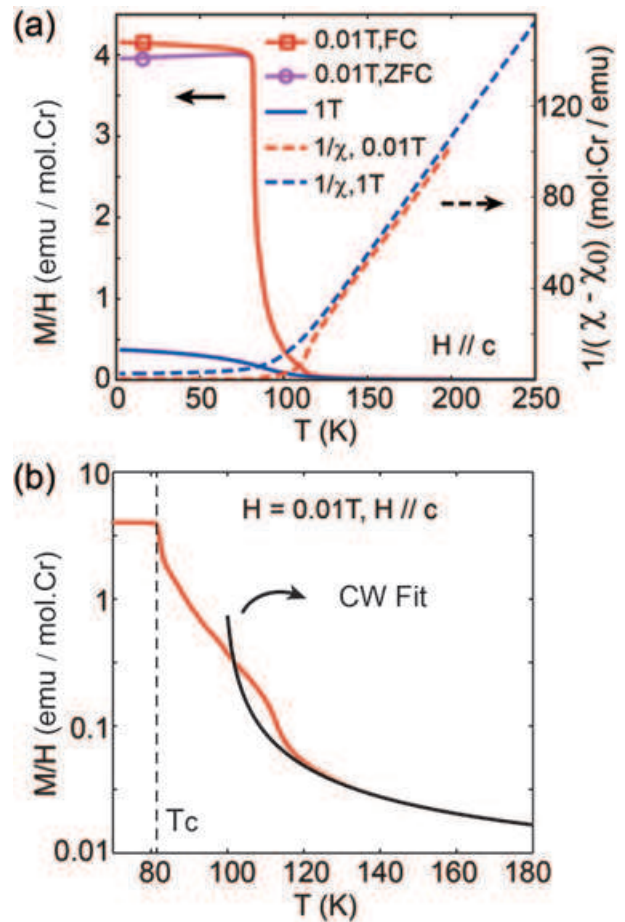 (a)
4
3
2
1
0
M/H (emu / mol.Cr)
0.01T,FC
0.01T,ZFC
1T
1/χ, 0.01T
1/χ,1T
H // c
140
80
40
1/( χ - χ0) (mol·Cr / emu)
0 50 100 150 200 250
T (K)
(b)
10
1
0.1
0.01
M/H (emu / mol.Cr)
H = 0.01T, H // c
CW Fit
Tc
80 100 120 140 160 180
T (K)